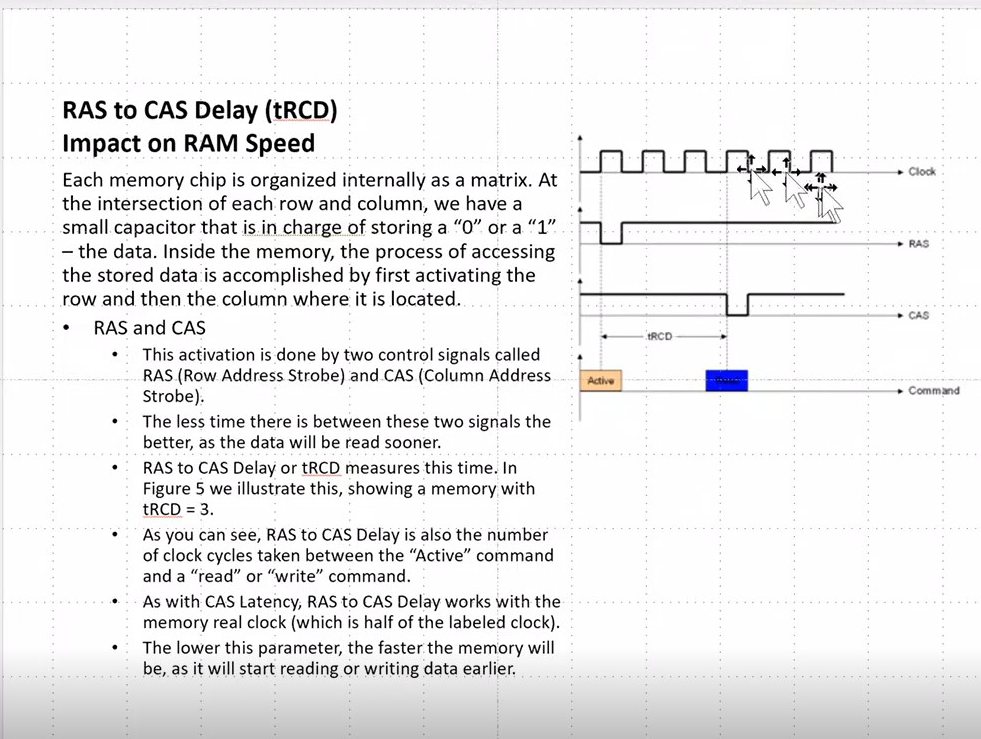 RAS to CAS Delay (tRCD)
Impact on RAM Speed
Each memory chip is organized internally as a matrix. At
the intersection of each row and column, we have a
small capacitor that is in charge of storing a “0” or a “1”
– the data. Inside the memory, the process of accessing
the stored data is accomplished by first activating the
row and then the column where it is located.
• RAS and CAS
• This activation is done by two control signals called
RAS (Row Address Strobe) and CAS (Column Address
Strobe).
• The less time there is between these two signals the
better, as the data will be read sooner.
• RAS to CAS Delay or tRCD measures this time. In
Figure 5 we illustrate this, showing a memory with
tRCD = 3.
• As you can see, RAS to CAS Delay is also the number
of clock cycles taken between the “Active” command
and a “read” or “write” command.
• As with CAS Latency, RAS to CAS Delay works with the
memory real clock (which is half of the labeled clock).
• The lower this parameter, the faster the memory will
be, as it will start reading or writing data earlier.
Clock
RAS
CAS
tRCD
Active
Command